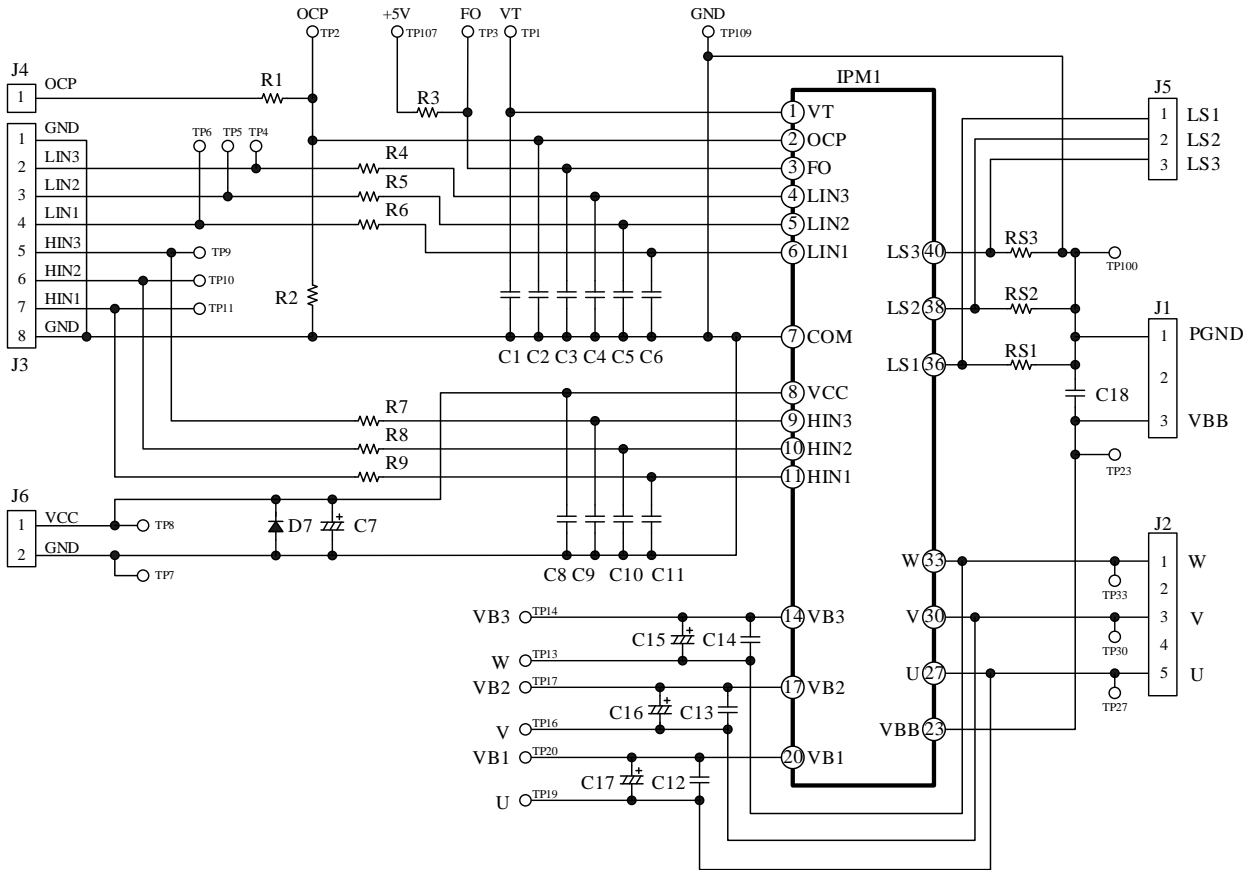 OCP +5V FO VT GND
TP2 TP107 TP3 TP1 TP109
J4 OCP R1 IPM1 J5
1 R3 1 VT 1 LS1
1 GND TP6 TP5 TP4 2 OCP 2 LS2
2 LIN3 R4 3 FO 3 LS3
3 LIN2 R5 4 LIN3
4 LIN1 R6 5 LIN2
5 HIN3 TP9 6 LIN1 LS3 40 RS3 TP100
6 HIN2 TP10
7 HIN1 TP11 R2 LS2 38 RS2 J1
8 GND 7 COM 1 PGND
J3 C1 C2 C3 C4 C5 C6 LS1 36 RS1 2
8 VCC C18
R7 9 HIN3 3 VBB
R8 10 HIN2 TP23
R9 11 HIN1
J6
1 VCC TP8 D7 + C7 J2
2 GND W 33 1 W
TP7 C8 C9 C10 C11 TP33 2
VB3 TP14 C15 + C14 14 VB3 V 30 3 V
W TP13 TP30 4
VB2 TP17 C16 + C13 17 VB2 U 27 5 U
V TP16 TP27
VB1 TP20 C17 + C12 20 VB1 VBB 23
U TP19